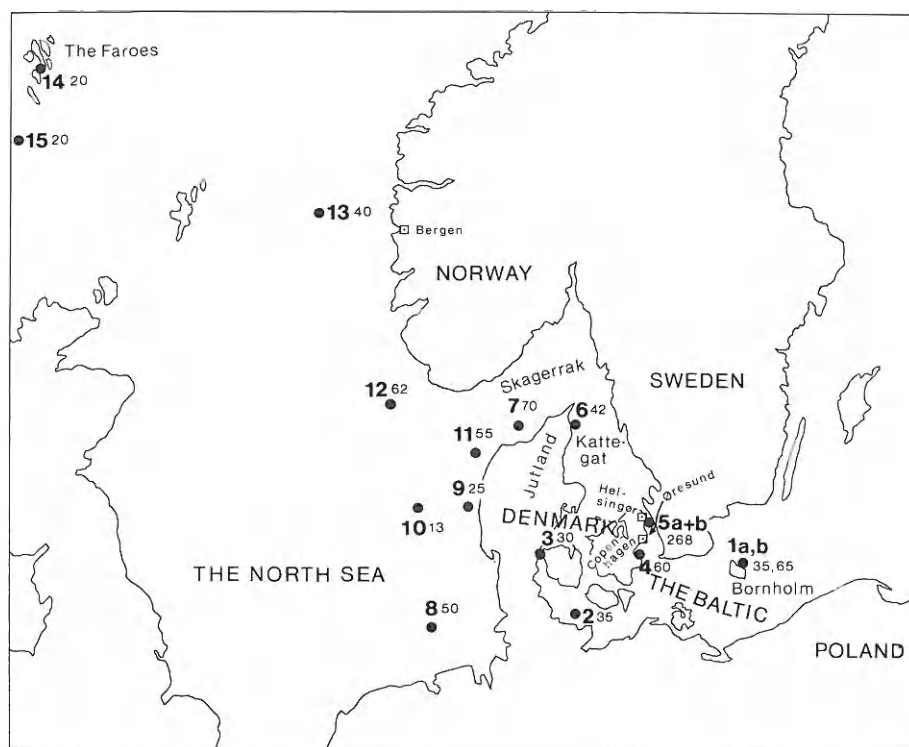 The Faroes
14 20
15 20
13 40
Bergen
NORWAY
Skagerrak
SWEDEN
12 62
7 70
6 42
Katte-
gat
11 55
Jutland
9 25
10 13
Hel-
singør
Øresund
DENMARK
5a+b
268
3 30
Copen-
hagen
4 60
1a,b
35, 65
Bornholm
THE NORTH SEA
THE BALTIC
8 50
2 35
POLAND